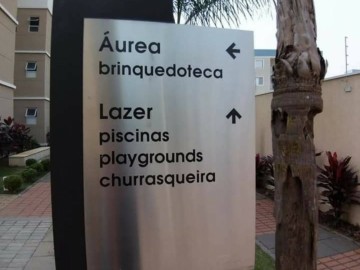 Áurea ←
brinquedoteca
Lazer ↑
piscinas
playgrounds
churrasqueira